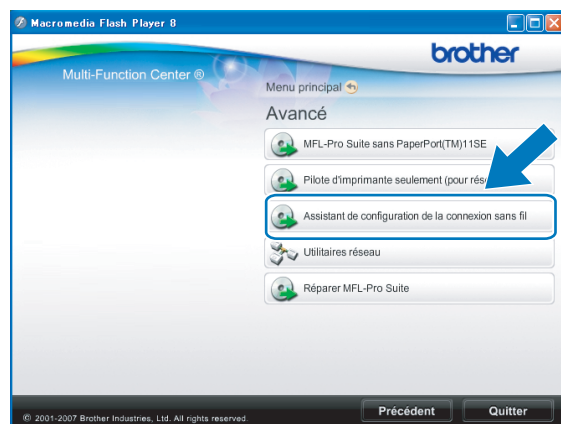 Macromedia Flash Player 8
brother
Multi-Function Center ®
Menu principal
Avancé
MFL-Pro Suite sans PaperPort(TM)11SE
Pilote d'imprimante seulement (pour
Assistant de configuration de la connexion sans fil
Utilitaires réseau
Réparer MFL-Pro Suite
© 2001-2007 Brother Industries, Ltd. All rights reserved.
Précédent
Quitter